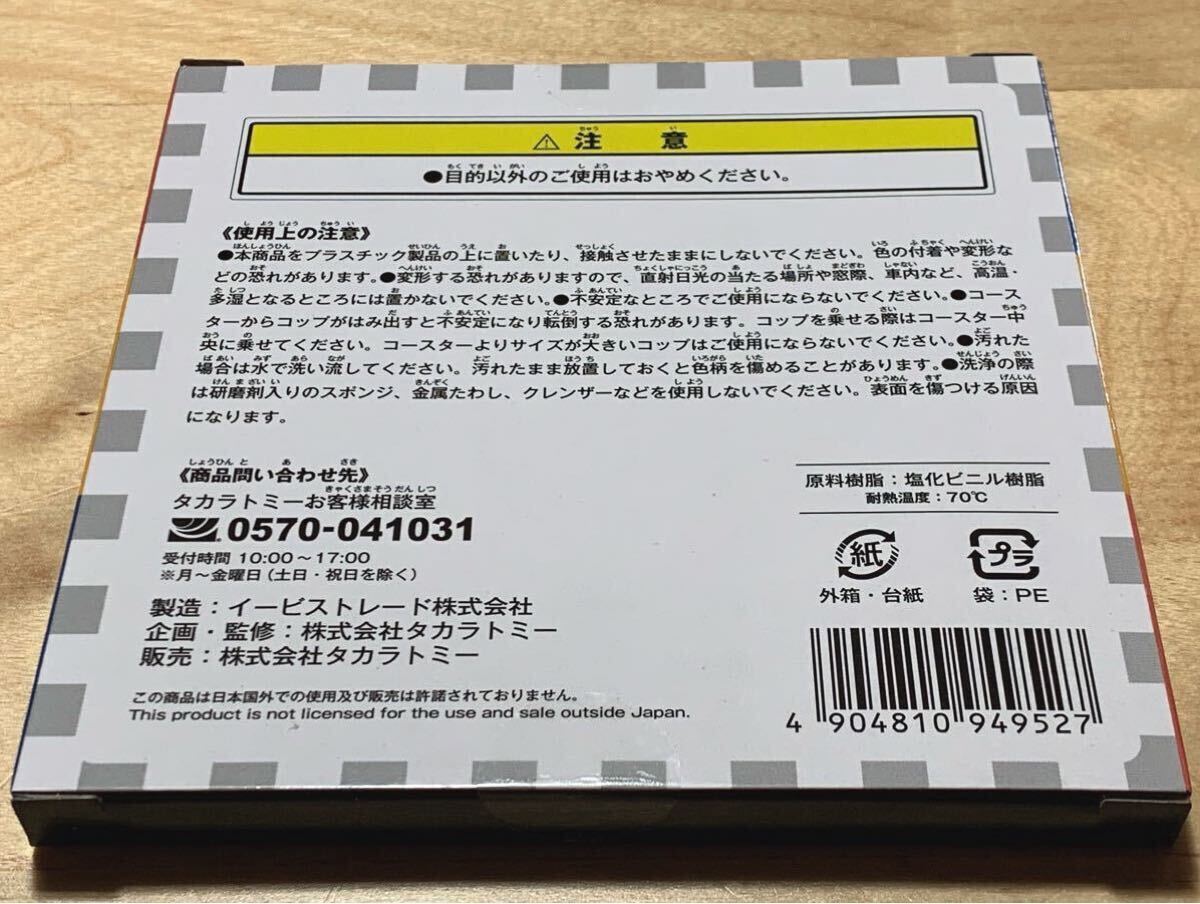 ⚠注意
●目的以外のご使用はおやめください。
《使用上の注意》
●本商品をプラスチック製品の上に置いたり、接触させたままにしないでください。色の付着や変形な
どの恐れがあります。●変形する恐れがありますので、直射日光の当たる場所や窓際、車内など、高温・
多湿となるところには置かないでください。●不安定なところでご使用にならないでください。●コース
ターからコップがはみ出すと不安定になり転倒する恐れがあります。コップを乗せる際はコースター中
央に乗せてください。コースターよりサイズが大きいコップはご使用にならないでください。●汚れた
場合は水で洗い流してください。汚れたまま放置しておくと色柄を傷めることがあります。●洗浄の際
は研磨剤入りのスポンジ、金属たわし、クレンザーなどを使用しないでください。表面を傷つける原因
になります。
《商品問い合わせ先》
タカラトミーお客様相談室
0570-041031
受付時間 10:00～17:00
※月～金曜日(土日・祝日を除く)
製造：イービストレード株式会社
企画・監修：株式会社タカラトミー
販売：株式会社タカラトミー
この商品は日本国外での使用及び販売は許諾されておりません。
This product is not licensed for the use and sale outside Japan.
原料樹脂：塩化ビニル樹脂
耐熱温度：70℃
紙
外箱・台紙
プラ
袋：PE
4 904810 949527